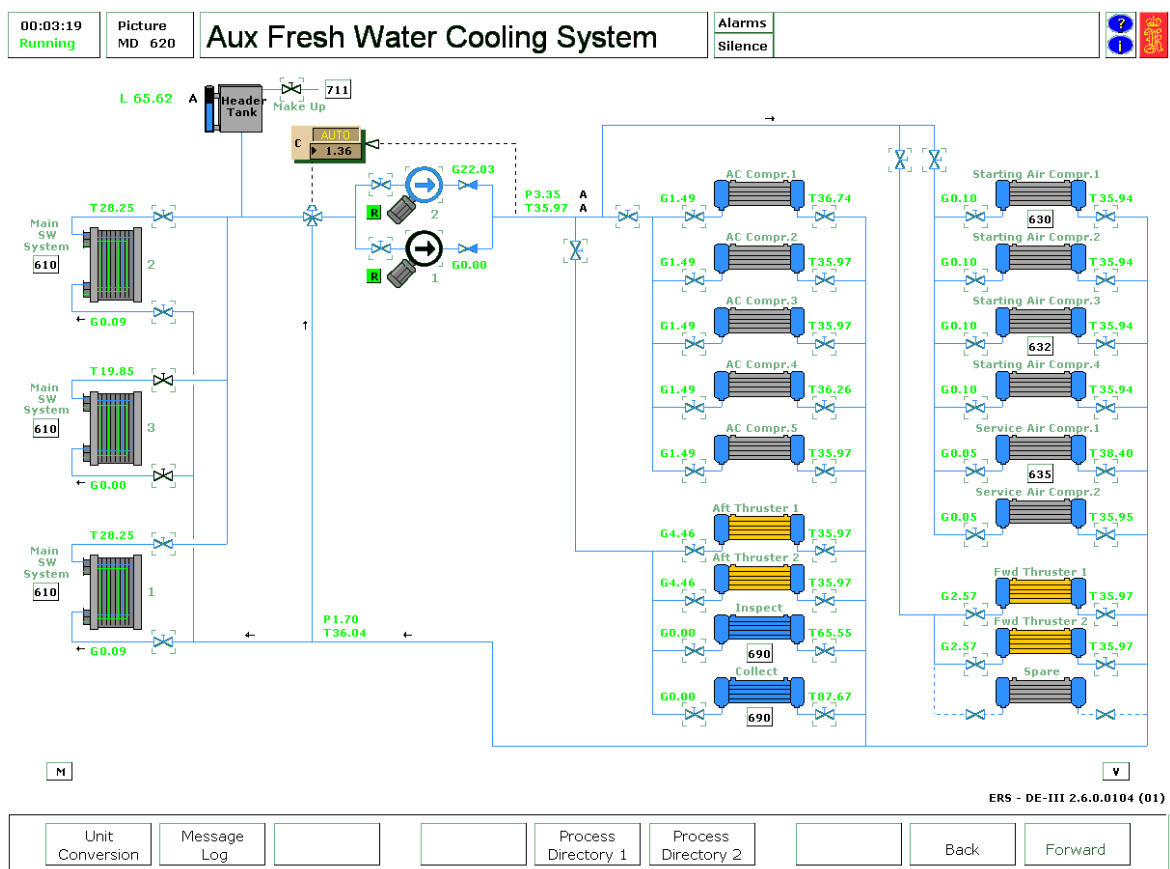 00:03:19
Running
Picture
MD 620
Aux Fresh Water Cooling System
Alarms
Silence
?
i
L 65.62
A
Header
Tank
Make Up
711
C
AUTO
1.36
G22.03
R
2
R
1
G0.00
P3.35
A
T35.97
A
T28.25
Main
SW
System
610
2
G0.09
T19.85
Main
SW
System
610
3
G0.00
T28.25
Main
SW
System
610
1
G0.09
P1.70
T36.04
AC Compr.1
G1.49
T36.74
AC Compr.2
G1.49
T35.97
AC Compr.3
G1.49
T35.97
AC Compr.4
G1.49
T36.26
AC Compr.5
G1.49
T35.97
Aft Thruster 1
G4.46
T35.97
Aft Thruster 2
G4.46
T35.97
Inspect
G0.00
T65.55
690
Collect
G0.00
T87.67
690
Starting Air Compr.1
G0.10
T35.94
630
Starting Air Compr.2
G0.10
T35.94
Starting Air Compr.3
G0.10
T35.94
632
Starting Air Compr.4
G0.10
T35.94
Service Air Compr.1
G0.05
T38.40
635
Service Air Compr.2
G0.05
T35.95
Fwd Thruster 1
G2.57
T35.97
Fwd Thruster 2
G2.57
T35.97
Spare
M
V
ERS - DE-III 2.6.0.0104 (01)
Unit
Conversion
Message
Log
Process
Directory 1
Process
Directory 2
Back
Forward